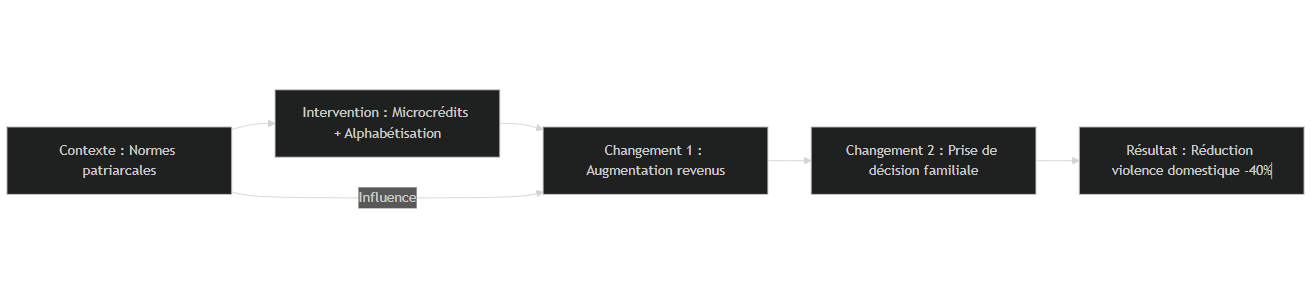 Contexte : Normes
patriarcales
Intervention : Microcrédits
+ Alphabétisation
Influence
Changement 1 :
Augmentation revenus
Changement 2 : Prise de
décision familiale
Résultat : Réduction
violence domestique -40%